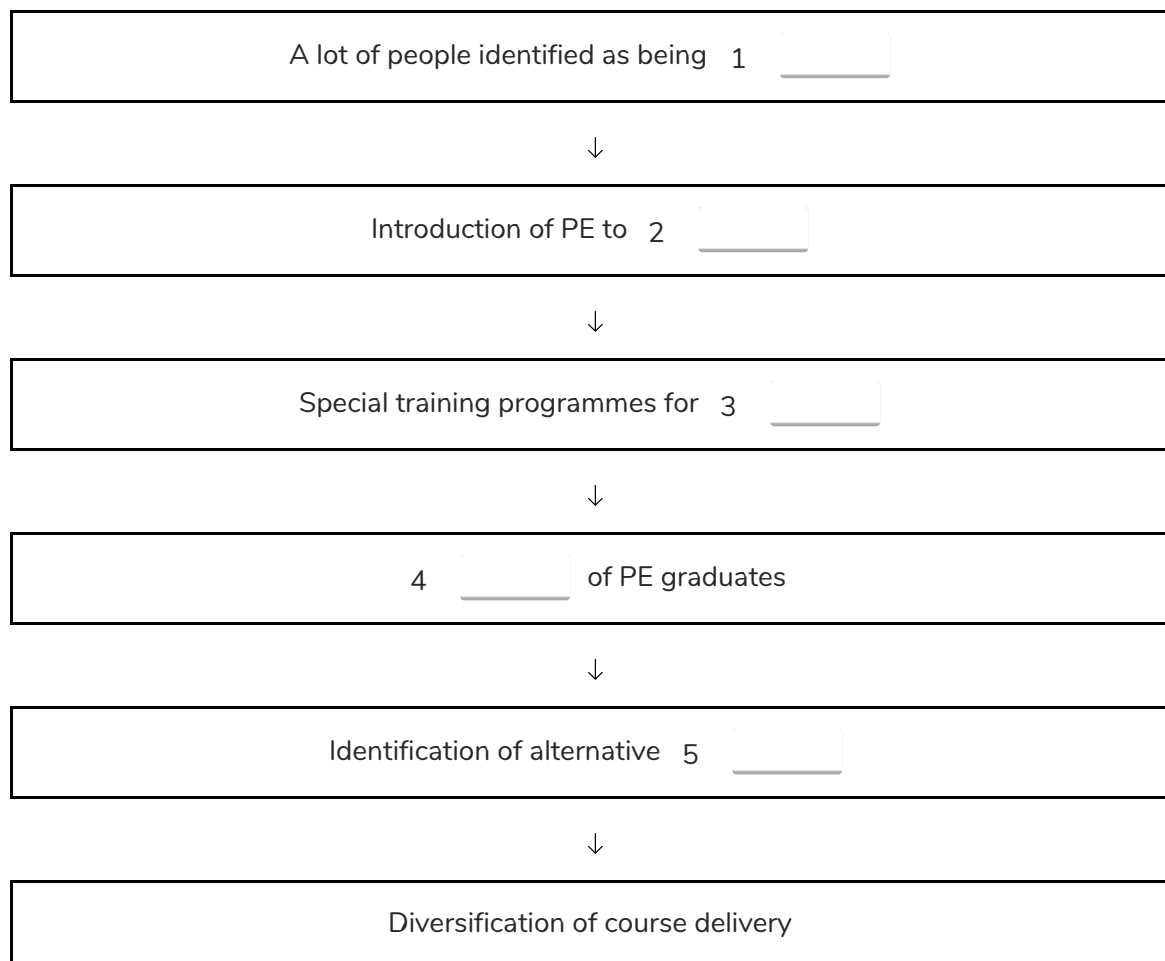 A lot of people identified as being 1
↓
Introduction of PE to 2
↓
Special training programmes for 3
↓
4 of PE graduates
↓
Identification of alternative 5
↓
Diversification of course delivery